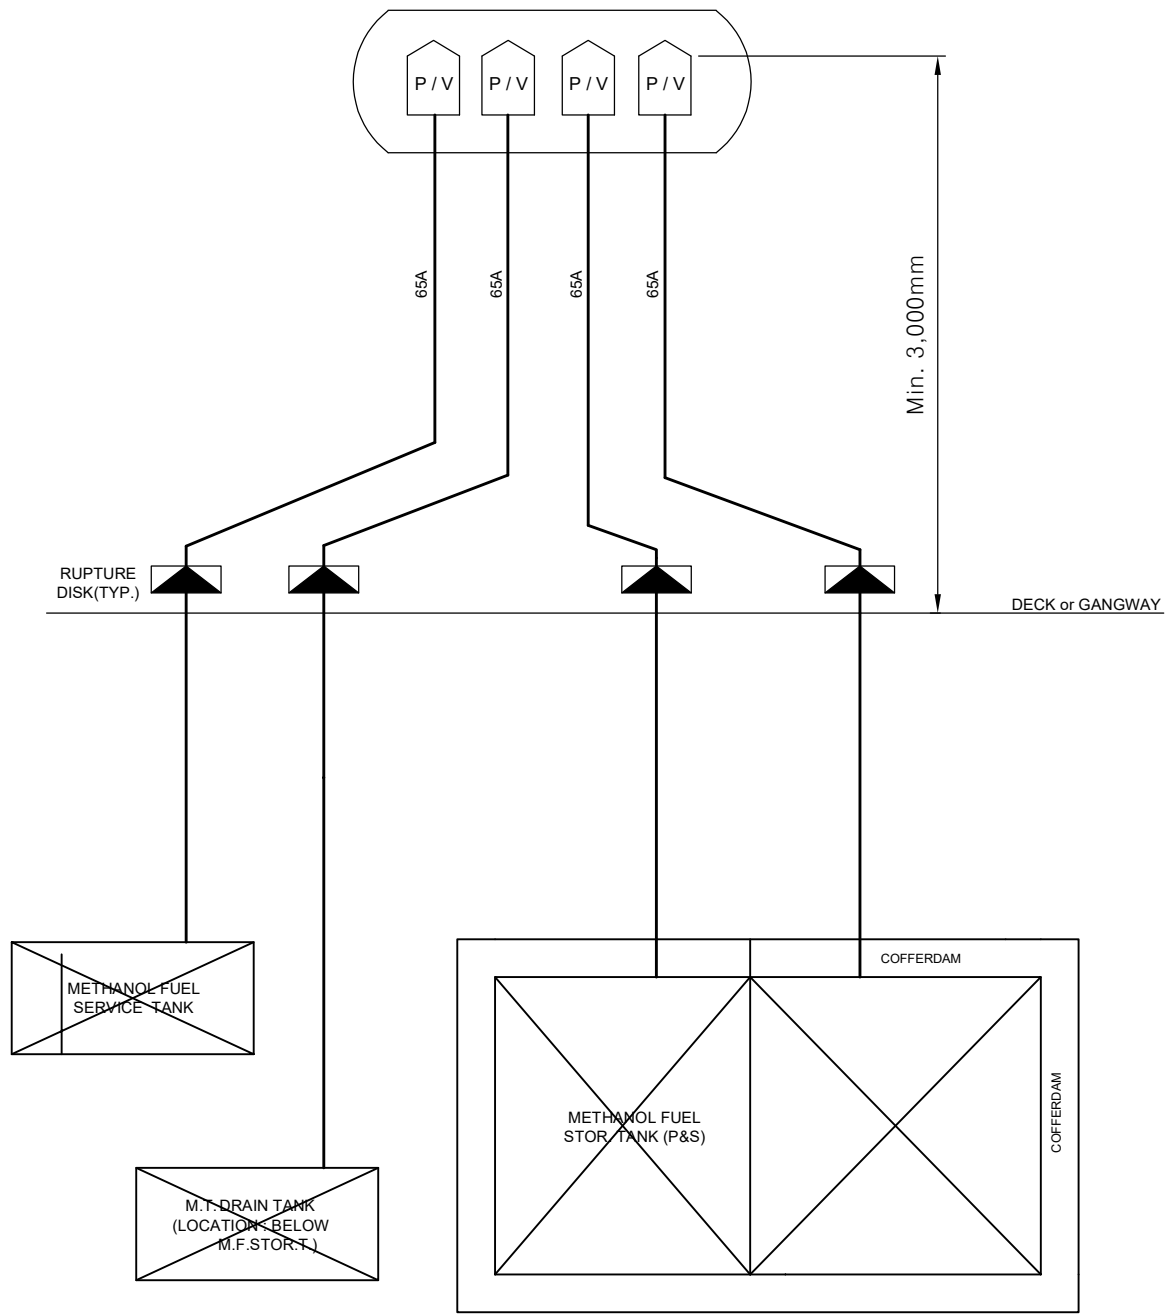 P / V
P / V
P / V
P / V
65A
65A
65A
65A
Min. 3,000mm
RUPTURE
DISK(TYP.)
DECK or GANGWAY
METHANOL FUEL
SERVICE TANK
COFFERDAM
COFFERDAM
METHANOL FUEL
STOR. TANK (P&S)
M.T. DRAIN TANK
(LOCATION : BELOW
M.F.STOR.T.)